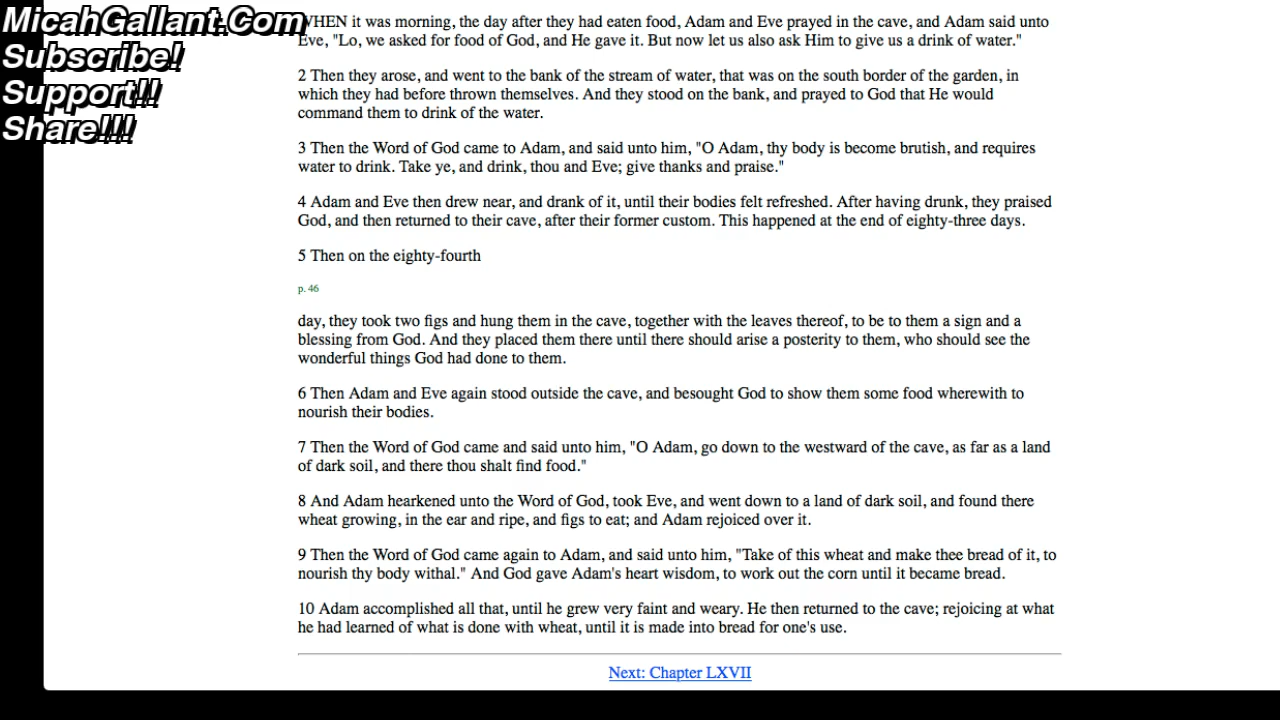 MicahGallant.Com
Subscribe!
Support!!
Share!!!
WHEN it was morning, the day after they had eaten food, Adam and Eve prayed in the cave, and Adam said unto
Eve, "Lo, we asked for food of God, and He gave it. But now let us also ask Him to give us a drink of water."
2 Then they arose, and went to the bank of the stream of water, that was on the south border of the garden, in
which they had before thrown themselves. And they stood on the bank, and prayed to God that He would
command them to drink of the water.
3 Then the Word of God came to Adam, and said unto him, "O Adam, thy body is become brutish, and requires
water to drink. Take ye, and drink, thou and Eve; give thanks and praise."
4 Adam and Eve then drew near, and drank of it, until their bodies felt refreshed. After having drunk, they praised
God, and then returned to their cave, after their former custom. This happened at the end of eighty-three days.
5 Then on the eighty-fourth
p. 46
day, they took two figs and hung them in the cave, together with the leaves thereof, to be to them a sign and a
blessing from God. And they placed them there until there should arise a posterity to them, who should see the
wonderful things God had done to them.
6 Then Adam and Eve again stood outside the cave, and besought God to show them some food wherewith to
nourish their bodies.
7 Then the Word of God came and said unto him, "O Adam, go down to the westward of the cave, as far as a land
of dark soil, and there thou shalt find food."
8 And Adam hearkened unto the Word of God, took Eve, and went down to a land of dark soil, and found there
wheat growing, in the ear and ripe, and figs to eat; and Adam rejoiced over it.
9 Then the Word of God came again to Adam, and said unto him, "Take of this wheat and make thee bread of it, to
nourish thy body withal." And God gave Adam's heart wisdom, to work out the corn until it became bread.
10 Adam accomplished all that, until he grew very faint and weary. He then returned to the cave; rejoicing at what
he had learned of what is done with wheat, until it is made into bread for one's use.
Next: Chapter LXVII